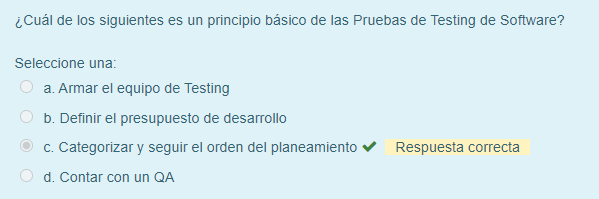 ¿Cuál de los siguientes es un principio básico de las Pruebas de Testing de Software?
Seleccione una:
a. Armar el equipo de Testing
b. Definir el presupuesto de desarrollo
c. Categorizar y seguir el orden del planeamiento ✔ Respuesta correcta
d. Contar con un QA